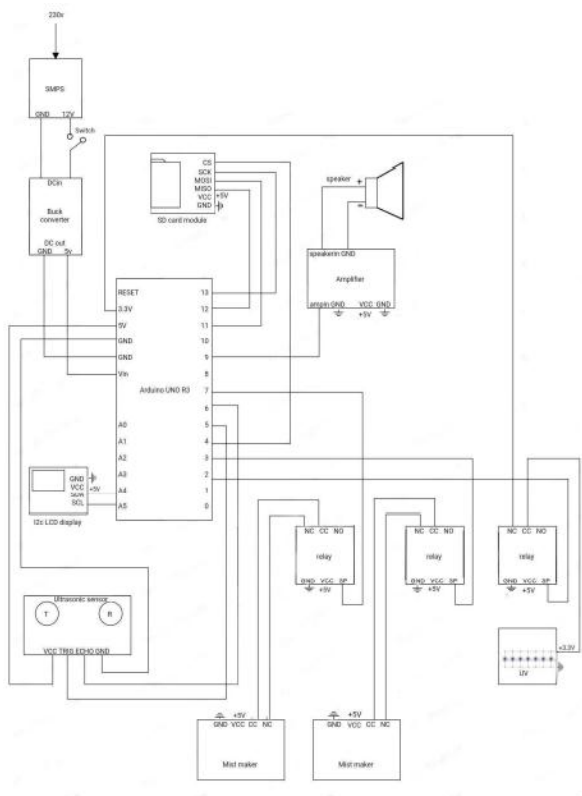 230v
SMPS
GND 12V
Switch
DCin
Buck
converter
DC out
GND 5v
CS
SCK
MOSI
MISO
VCC +5V
GND
SD card module
speaker + =
speakerin GND
Amplifier
ampin GND VCC GND
+5V
RESET 13
3.3V 12
5V 11
GND 10
GND 9
Vin 8
Arduino UNO R3
7
6
A0 5
A1 4
A2 3
A3 2
A4 1
A5 0
GND
VCC +5V
SCL
I2c LCD display
NC CC NO
relay
GND VCC
+5V
NC CC NO
relay
GND VCC
+5V
NC CC NO
relay
GND VCC
+5V
Ultrasonic sensor
T R
VCC TRIG ECHO GND
+3.3V
UV
+5V
GND VCC CC NC
Mist maker
+5V
GND VCC CC NC
Mist maker